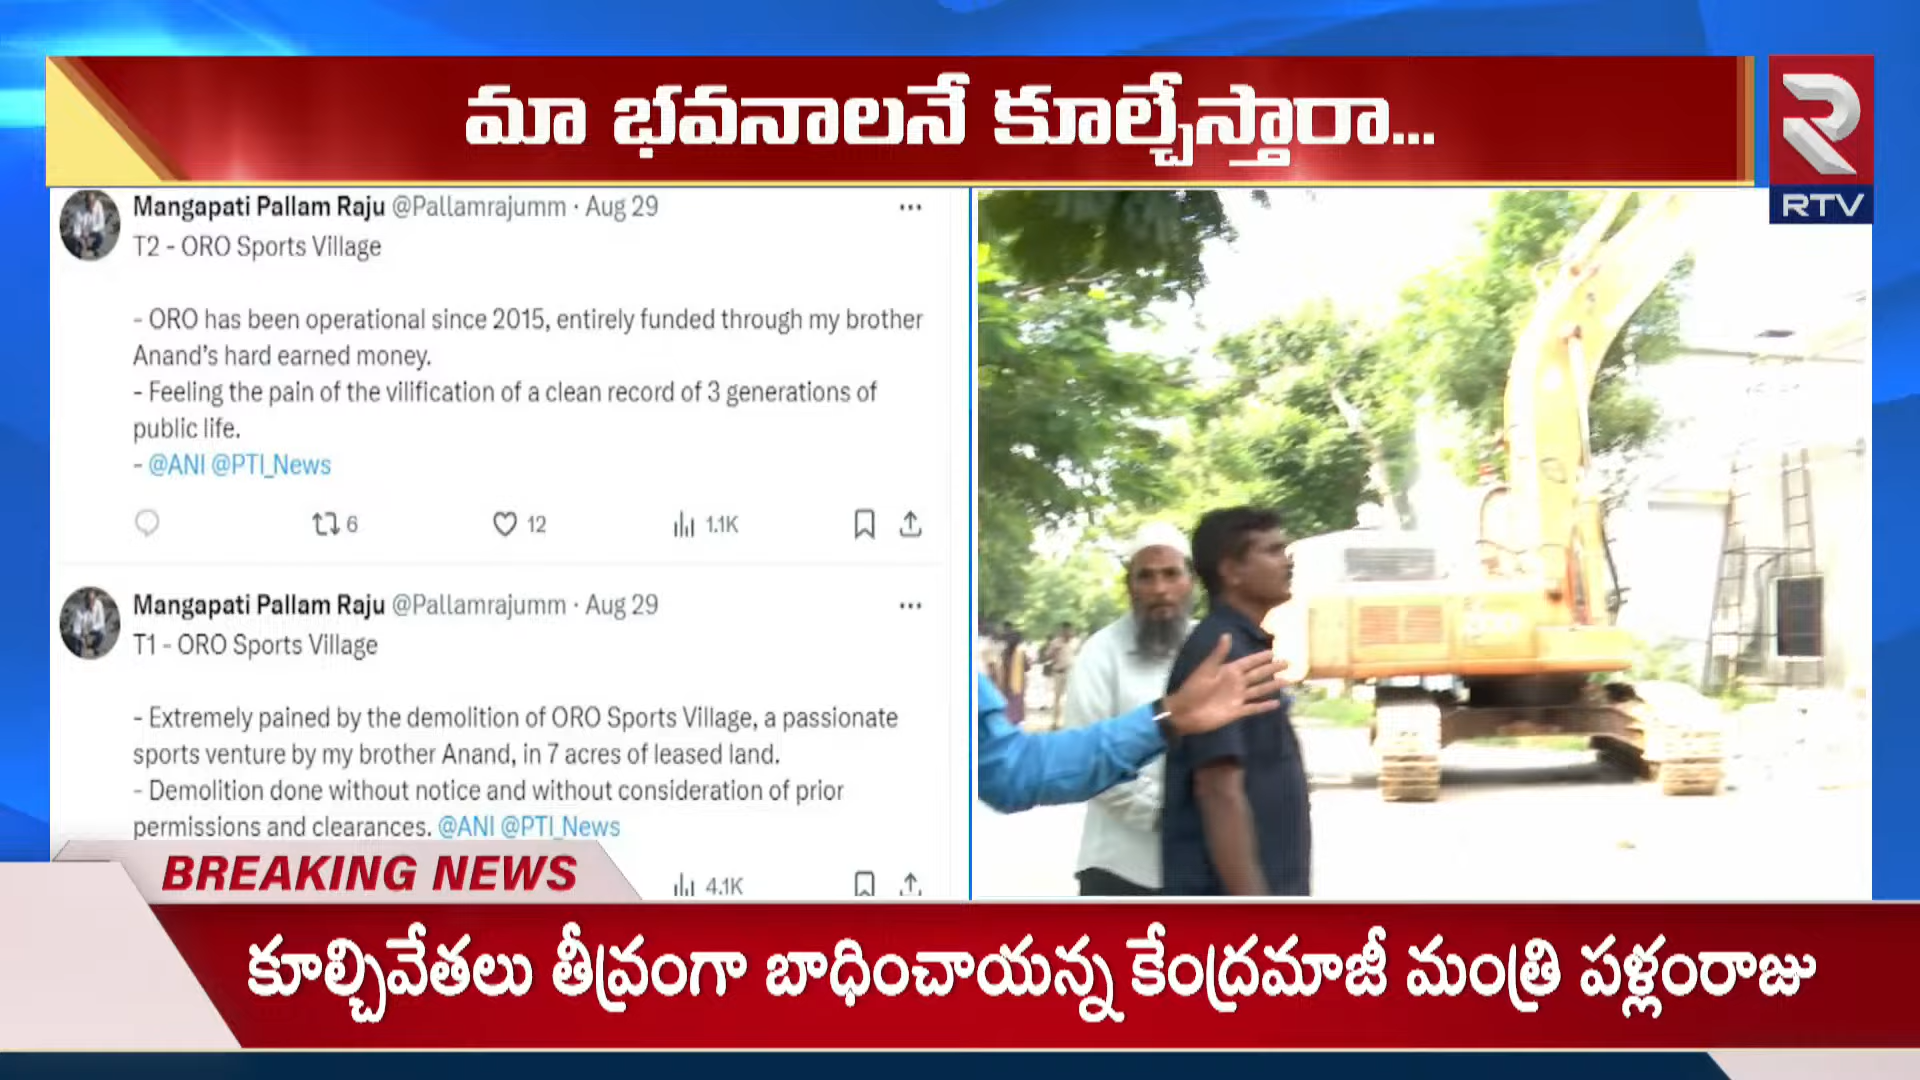 మా భవనాలనే కూల్చేస్తారా...
RTV
Mangapati Pallam Raju @Pallamrajumm · Aug 29
T2 - ORO Sports Village
- ORO has been operational since 2015, entirely funded through my brother
Anand's hard earned money.
- Feeling the pain of the vilification of a clean record of 3 generations of
public life.
- @ANI @PTI_News
6 12 1.1K
Mangapati Pallam Raju @Pallamrajumm · Aug 29
T1 - ORO Sports Village
- Extremely pained by the demolition of ORO Sports Village, a passionate
sports venture by my brother Anand, in 7 acres of leased land.
- Demolition done without notice and without consideration of prior
permissions and clearances. @ANI @PTI_News
4.1K
BREAKING NEWS
కూల్చివేతలు తీవ్రంగా బాధించాయన్న కేంద్రమాజీ మంత్రి పళ్లంరాజు